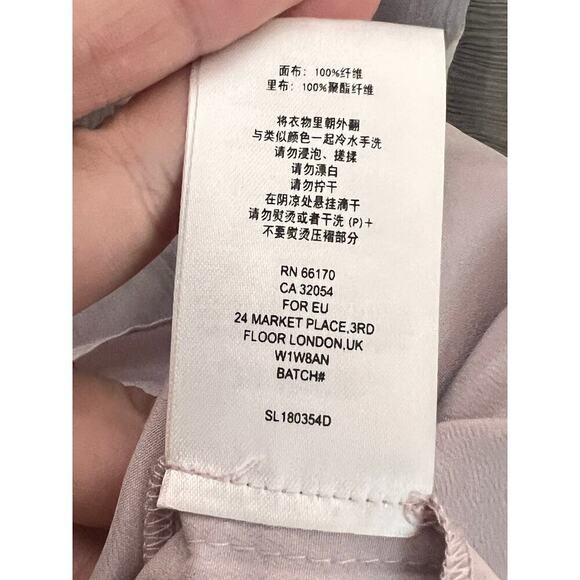 面布: 100%纤维
里布: 100%聚酯纤维
将衣物里朝外翻
与类似颜色一起冷水手洗
请勿浸泡、搓揉
请勿漂白
请勿拧干
在阴凉处悬挂滴干
请勿熨烫或者干洗 (P)+
不要熨烫压褶部分
RN 66170
CA 32054
FOR EU
24 MARKET PLACE,3RD
FLOOR LONDON,UK
W1W8AN
BATCH#
SL180354D